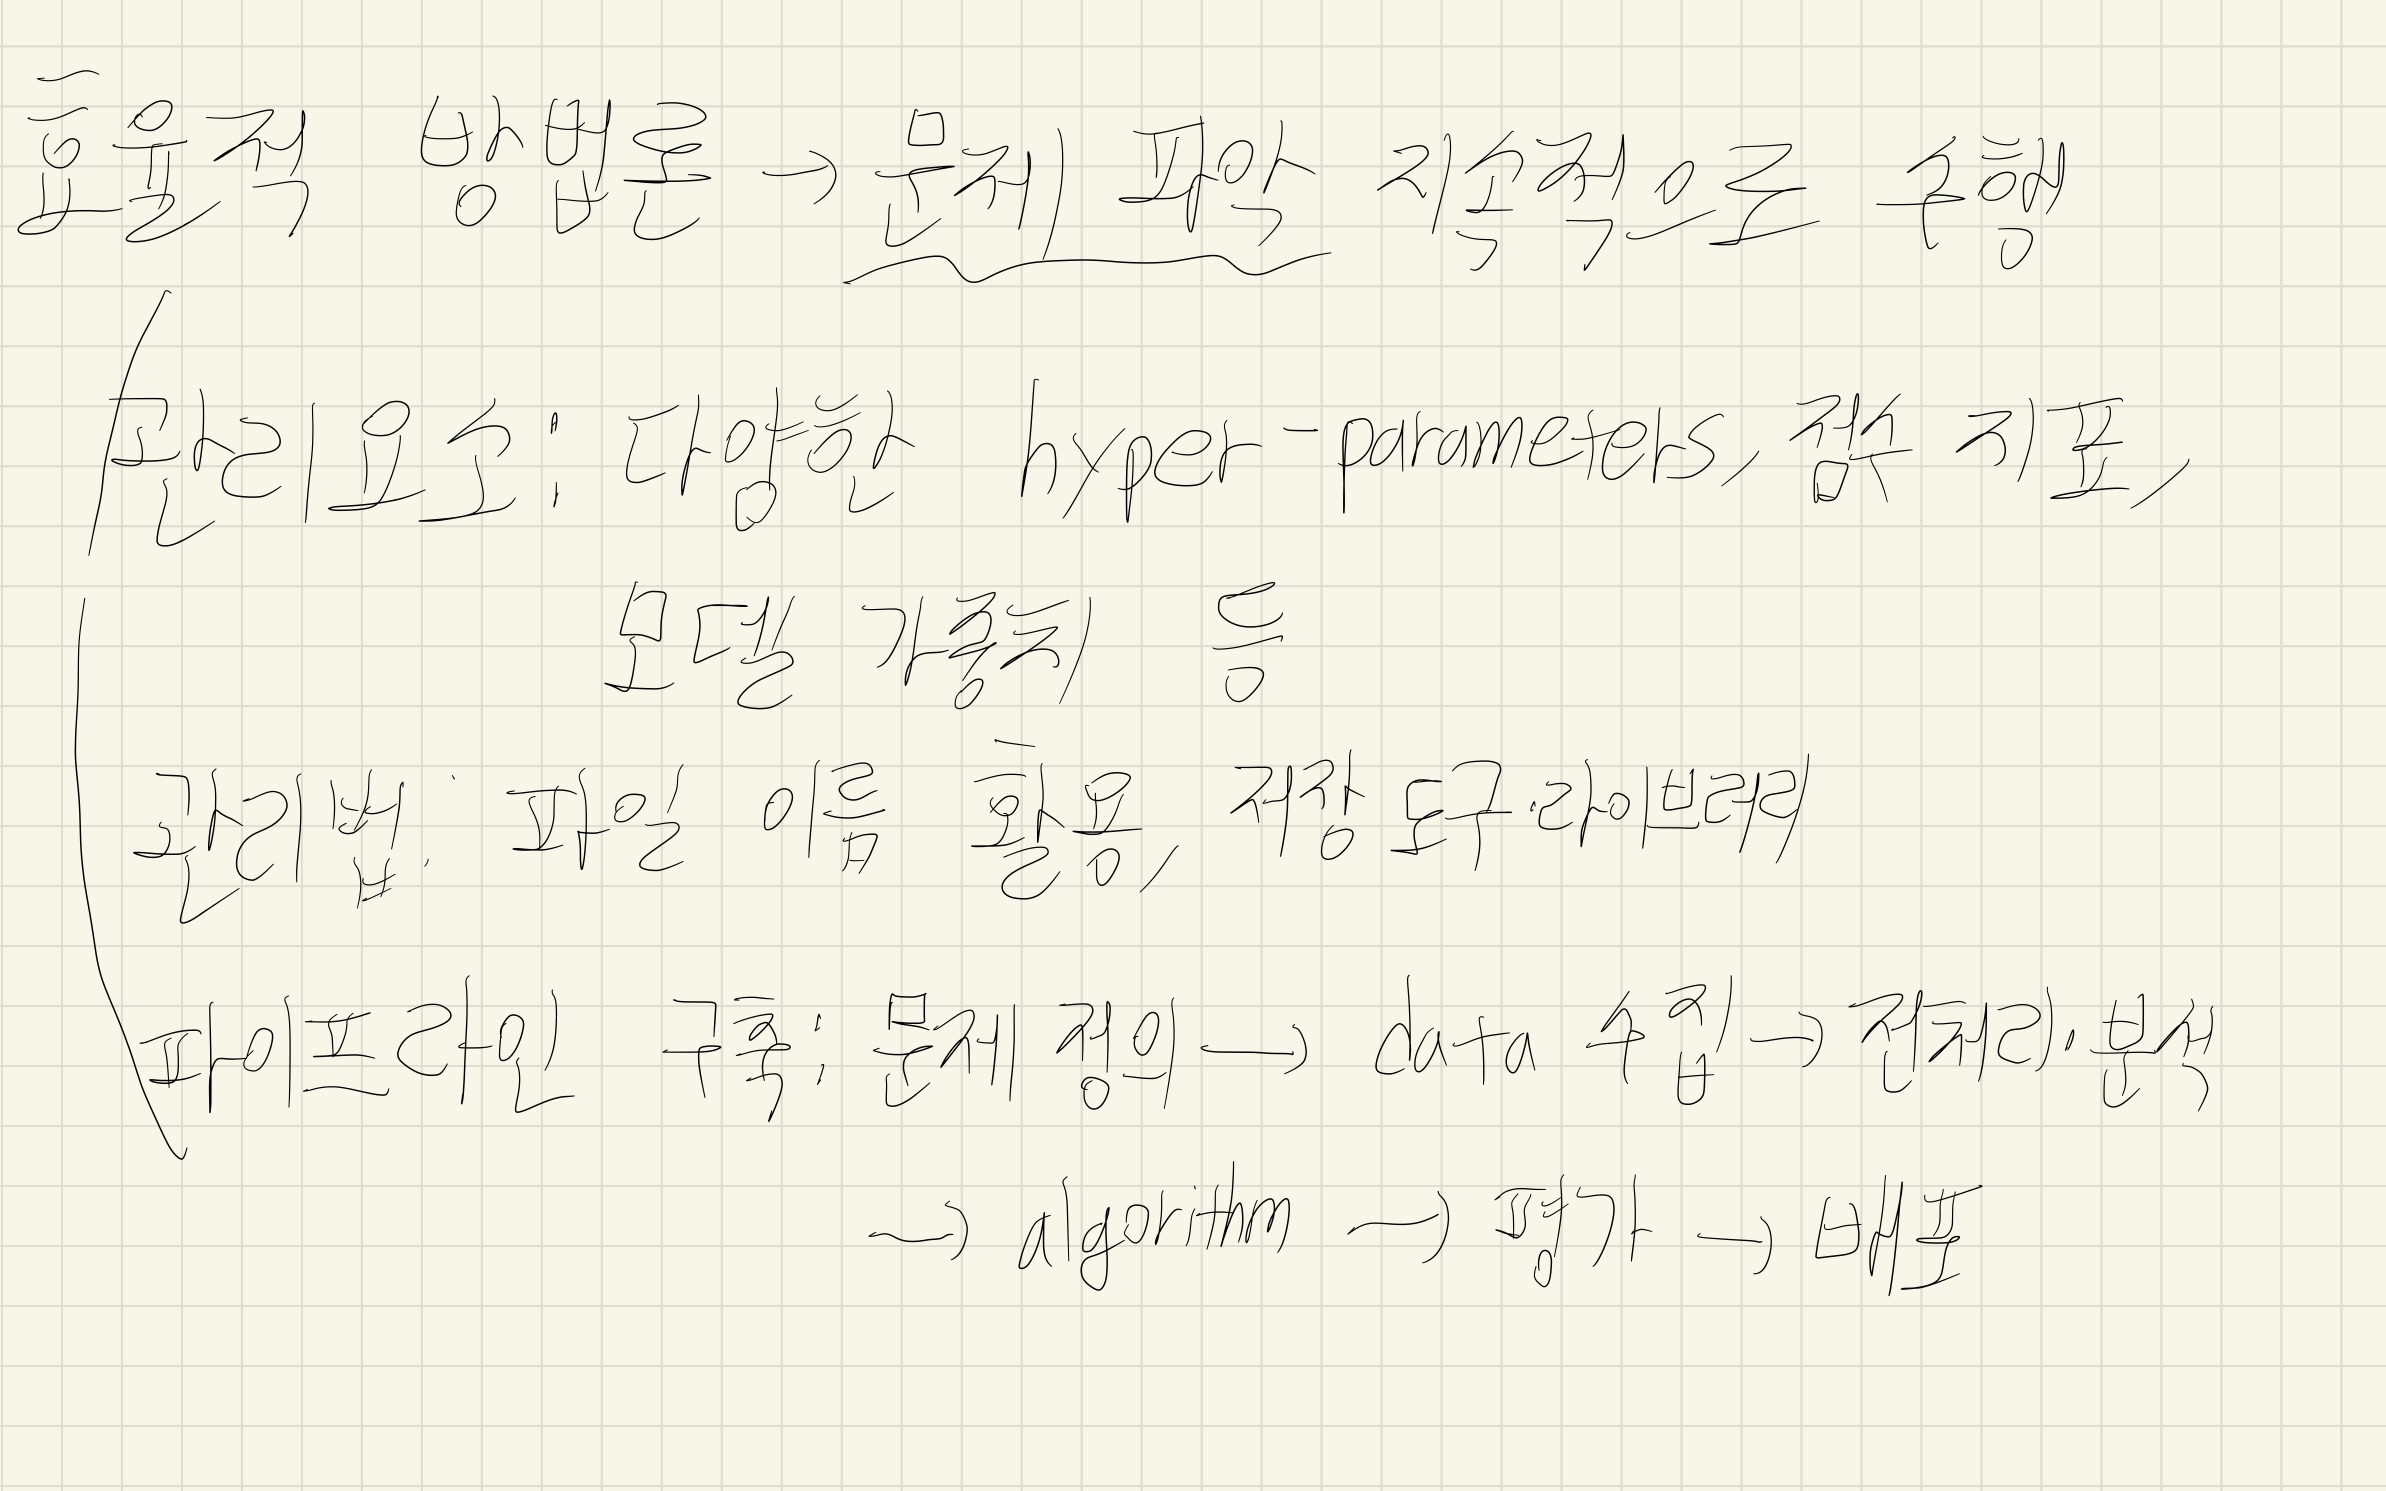 효율적 방법론 → 문제 파악 지속적으로 수행
관리요소: 다양한 hyper-parameters, 점수 지표,
모델 가중치 등
관리법: 파일 이름 활용, 저장 도구·라이브러리
파이프라인 구축: 문제 정의 → data 수집 → 전처리·분석
→ algorithm → 평가 → 배포